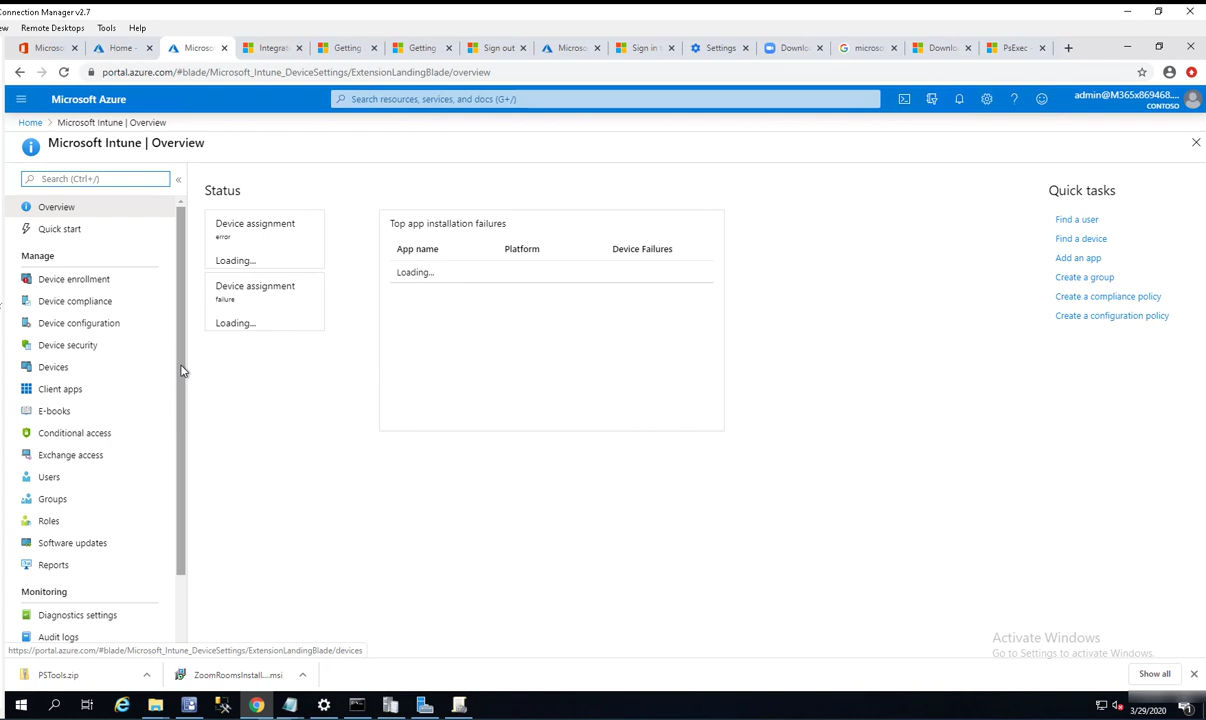 Connection Manager v2.7
ew Remote Desktops Tools Help
Microso Home - Microso Integrat Getting Getting Sign out Microso Sign in t Settings Downlo microso Downlo PsExec -
portal.azure.com/#blade/Microsoft_Intune_DeviceSettings/ExtensionLandingBlade/overview
Microsoft Azure
Search resources, services, and docs (G+/)
admin@M365x869468....
CONTOSO
Home > Microsoft Intune | Overview
Microsoft Intune | Overview
Search (Ctrl+/)
Overview
Quick start
Manage
Device enrollment
Device compliance
Device configuration
Device security
Devices
Client apps
E-books
Conditional access
Exchange access
Users
Groups
Roles
Software updates
Reports
Monitoring
Diagnostics settings
Audit logs
Status
Device assignment
error
Loading...
Device assignment
failure
Loading...
Top app installation failures
App name Platform Device Failures
Loading...
Quick tasks
Find a user
Find a device
Add an app
Create a group
Create a compliance policy
Create a configuration policy
Activate Windows
Go to Settings to activate Windows.
https://portal.azure.com/#blade/Microsoft_Intune_DeviceSettings/ExtensionLandingBlade/devices
PSTools.zip
ZoomRoomsInstall....msi
Show all
3/29/2020
1